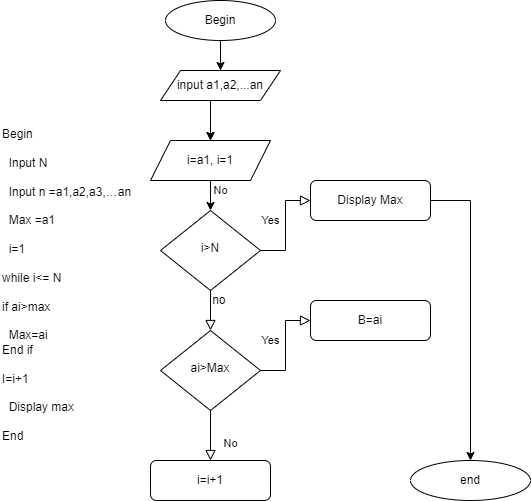 Begin
input a1,a2,...an
i=a1, i=1
No
i>N
Yes
Display Max
no
ai>Max
Yes
B=ai
No
i=i+1
end
Begin
Input N
Input n =a1,a2,a3,...an
Max =a1
i=1
while i<= N
if ai>max
Max=ai
End if
I=i+1
Display max
End